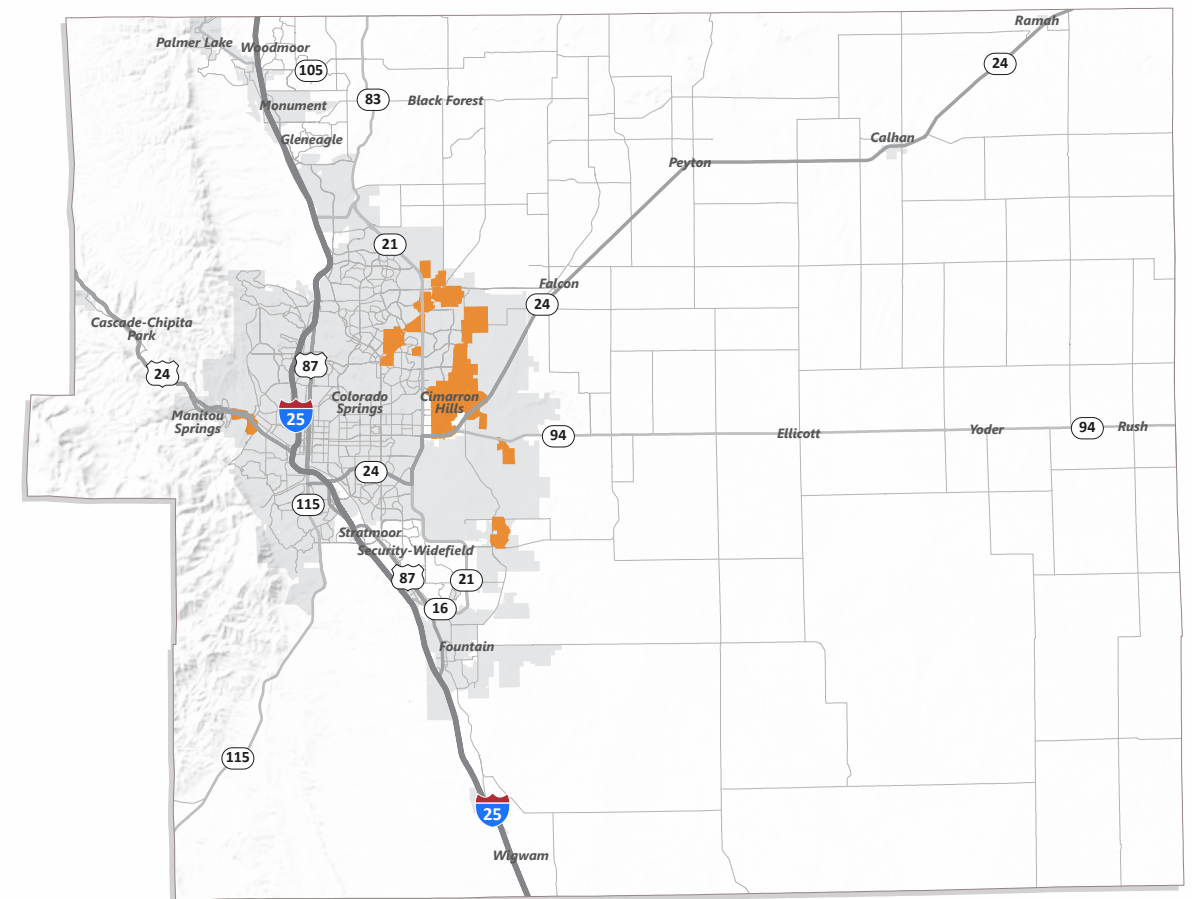 Ramah
Palmer Lake
Woodmoor
24
105
83
Black Forest
Monument
Gleneagle
Calhan
Peyton
21
Falcon
24
Cascade-Chipita
Park
87
24
Colorado
Springs
Cimarron
Hills
Manitou
Springs
25
94
Ellicott
Yoder
94
Rush
24
115
Stratmoor
Security-Widefield
87
21
16
Fountain
115
25
Wigwam